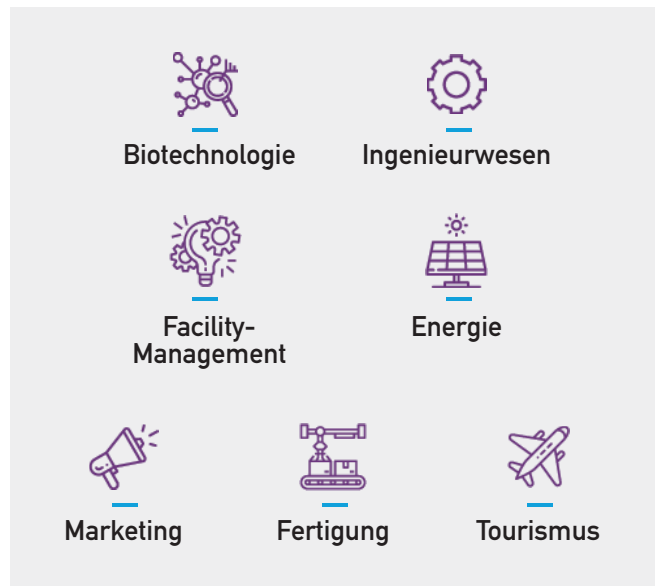 Biotechnologie
Ingenieurwesen
Facility-
Management
Energie
Marketing
Fertigung
Tourismus